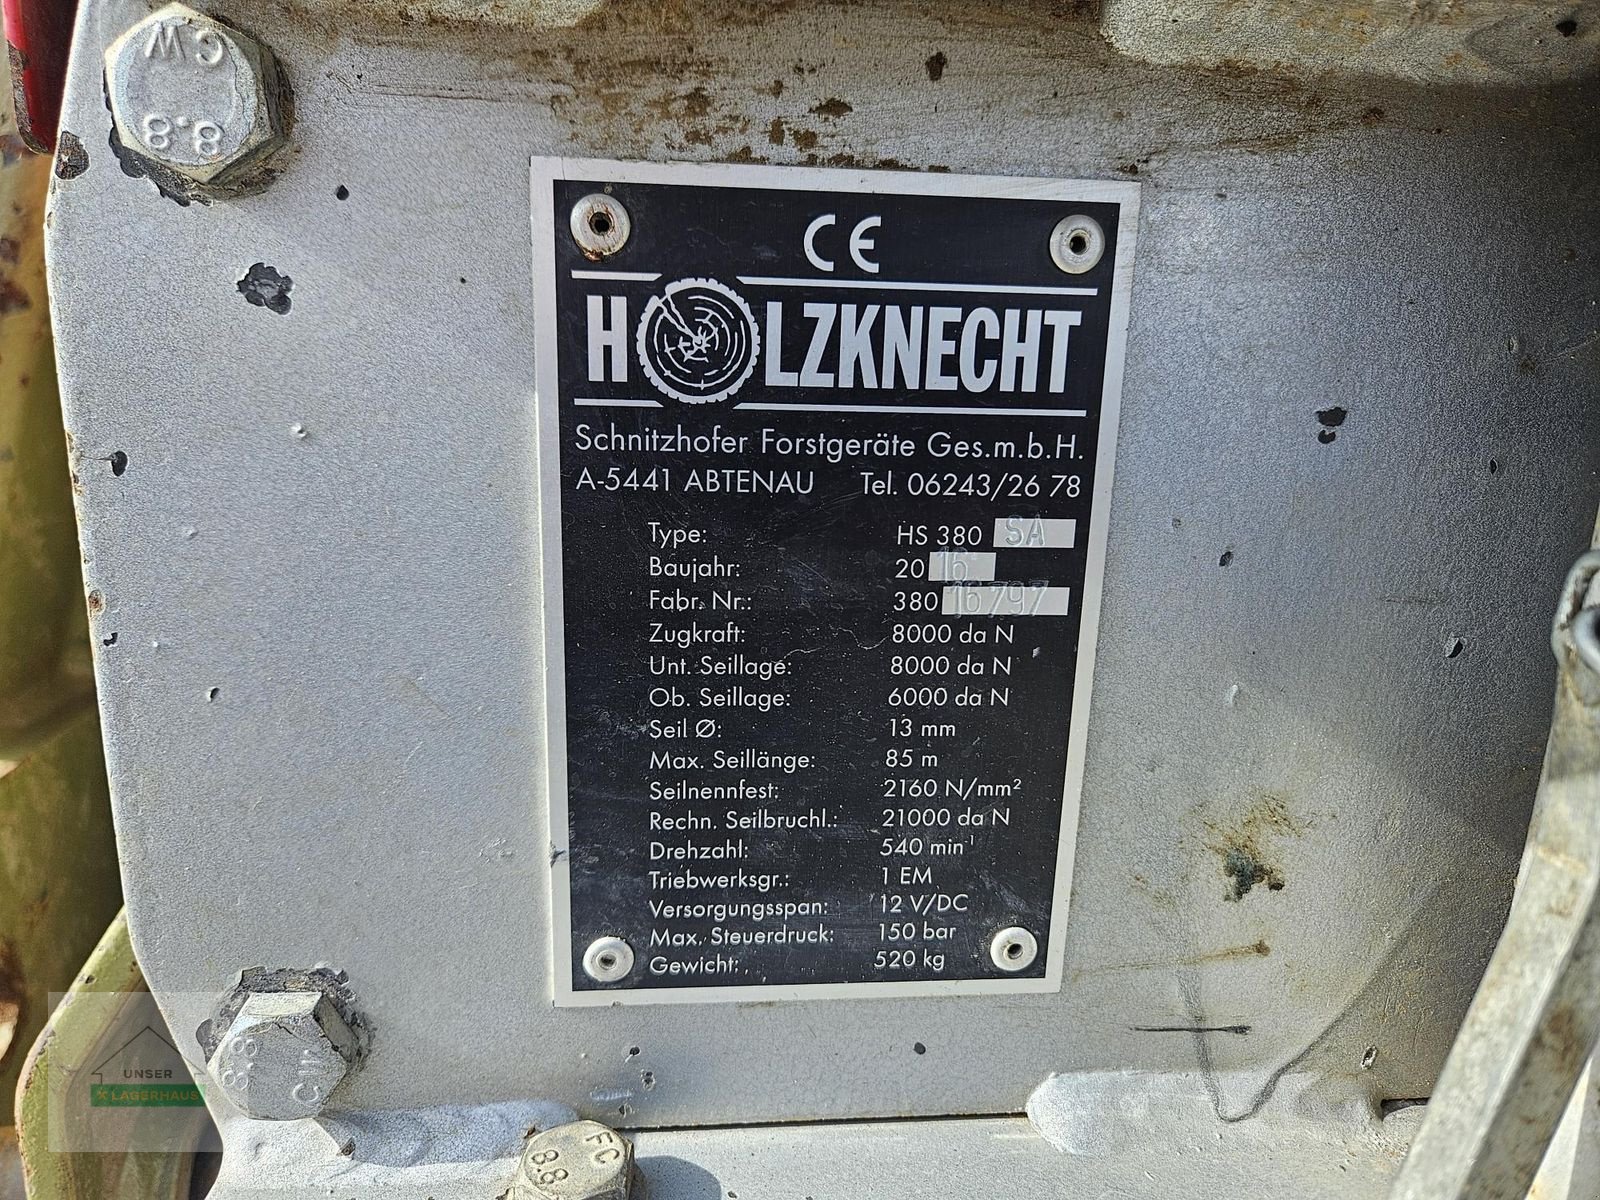 CW
8.8
CE
HOLZKNECHT
Schnitzhofer Forstgeräte Ges.m.b.H.
A-5441 ABTENAU Tel. 06243/26 78
Type: HS 380 SA
Baujahr: 20 16
Fabr. Nr.: 380 16797
Zugkraft: 8000 da N
Unt. Seillage: 8000 da N
Ob. Seillage: 6000 da N
Seil Ø: 13 mm
Max. Seillänge: 85 m
Seilnennfest: 2160 N/mm²
Rechn. Seilbruchl.: 21000 da N
Drehzahl: 540 min⁻¹
Triebwerksgr.: 1 EM
Versorgungsspan: 12 V/DC
Max. Steuerdruck: 150 bar
Gewicht: 520 kg
8.8
UNSER
X LAGERHAUS
FC
8.8